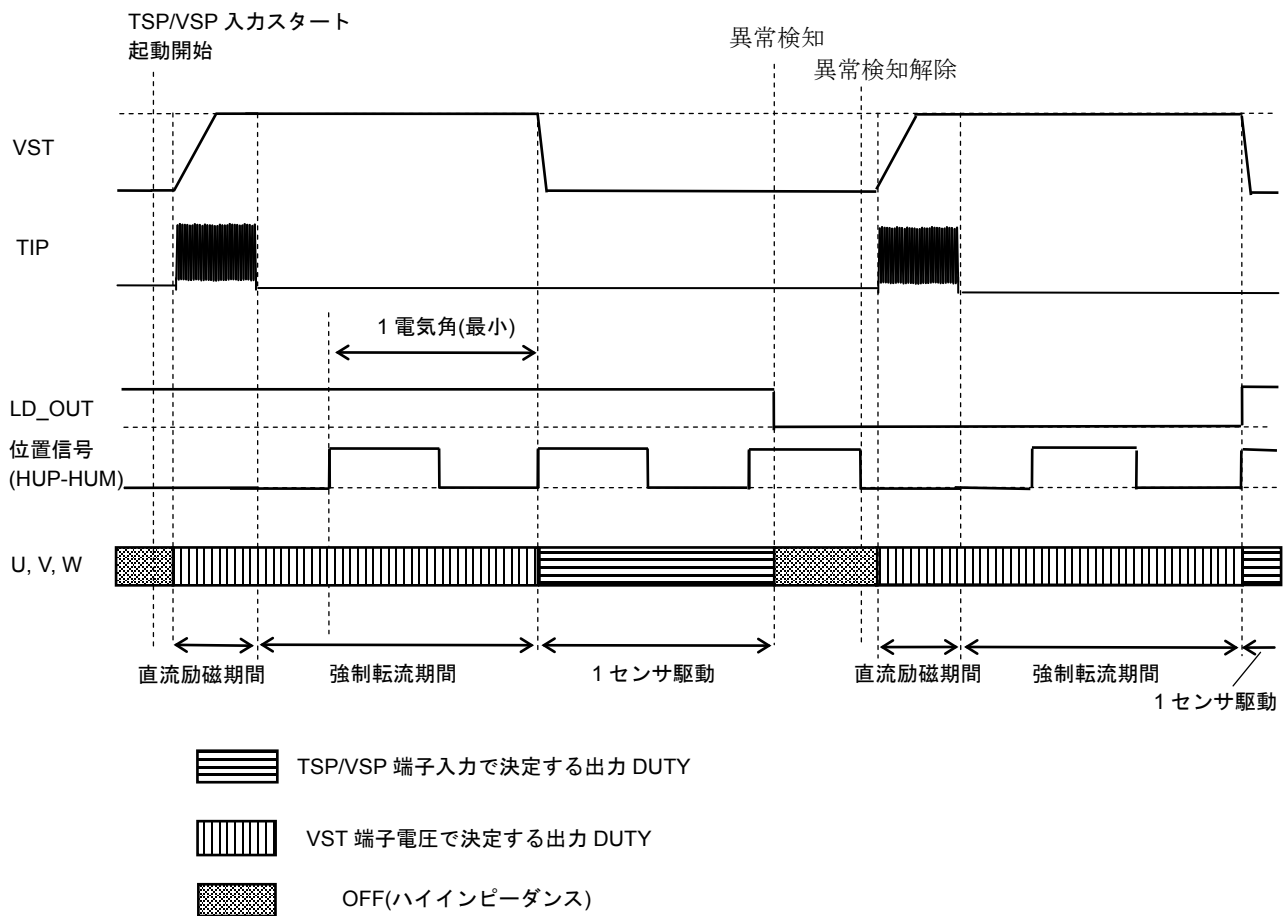 TSP/VSP 入力スタート
起動開始
異常検知
異常検知解除
VST
TIP
1 電気角(最小)
LD_OUT
位置信号
(HUP-HUM)
U, V, W
直流励磁期間
強制転流期間
1 センサ駆動
直流励磁期間
強制転流期間
1 センサ駆動
TSP/VSP 端子入力で決定する出力 DUTY
VST 端子電圧で決定する出力 DUTY
OFF(ハイインピーダンス)